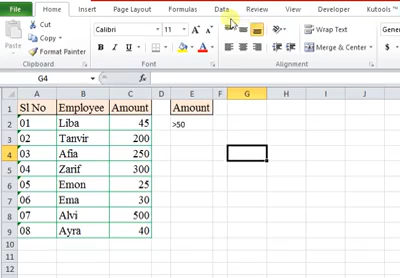 File Home Insert Page Layout Formulas Data Review View Developer Kutools™
Cut
Copy
Paste
Format Painter
Clipboard
Calibri 11 A A
B I U A
Font
Alignment
Wrap Text
Merge & Center
General
$
G4 fx
A B C D E F G H I J
1 Sl No Employee Amount Amount
2 01 Liba 45 >50
3 02 Tanvir 200
4 03 Afia 250
5 04 Zarif 300
6 05 Emon 25
7 06 Ema 30
8 07 Alvi 500
9 08 Ayra 40
10
11
12